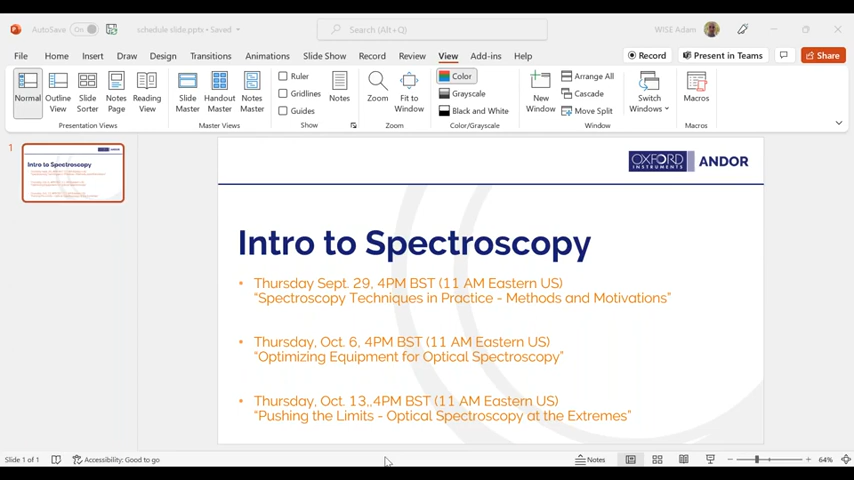 AutoSave On schedule slide.ppts • Saved
Search (Alt+Q)
WISE Adam
File Home Insert Draw Design Transitions Animations Slide Show Record Review View Add-ins Help
Record Present in Teams Share
Normal
Outline View
Slide Sorter
Notes Page
Reading View
Presentation Views
Slide Master
Handout Master
Notes Master
Master Views
Ruler
Gridlines
Guides
Show
Notes
Zoom
Fit to Window
Zoom
Color
Grayscale
Black and White
Color/Grayscale
New Window
Arrange All
Cascade
Move Split
Window
Switch Windows
Macros
Macros
1
Intro to Spectroscopy
OXFORD INSTRUMENTS ANDOR
Intro to Spectroscopy
• Thursday Sept. 29, 4PM BST (11 AM Eastern US)
“Spectroscopy Techniques in Practice - Methods and Motivations”
• Thursday, Oct. 6, 4PM BST (11 AM Eastern US)
“Optimizing Equipment for Optical Spectroscopy”
• Thursday, Oct. 13,,4PM BST (11 AM Eastern US)
“Pushing the Limits - Optical Spectroscopy at the Extremes”
Slide 1 of 1 Accessibility: Good to go Notes 64%